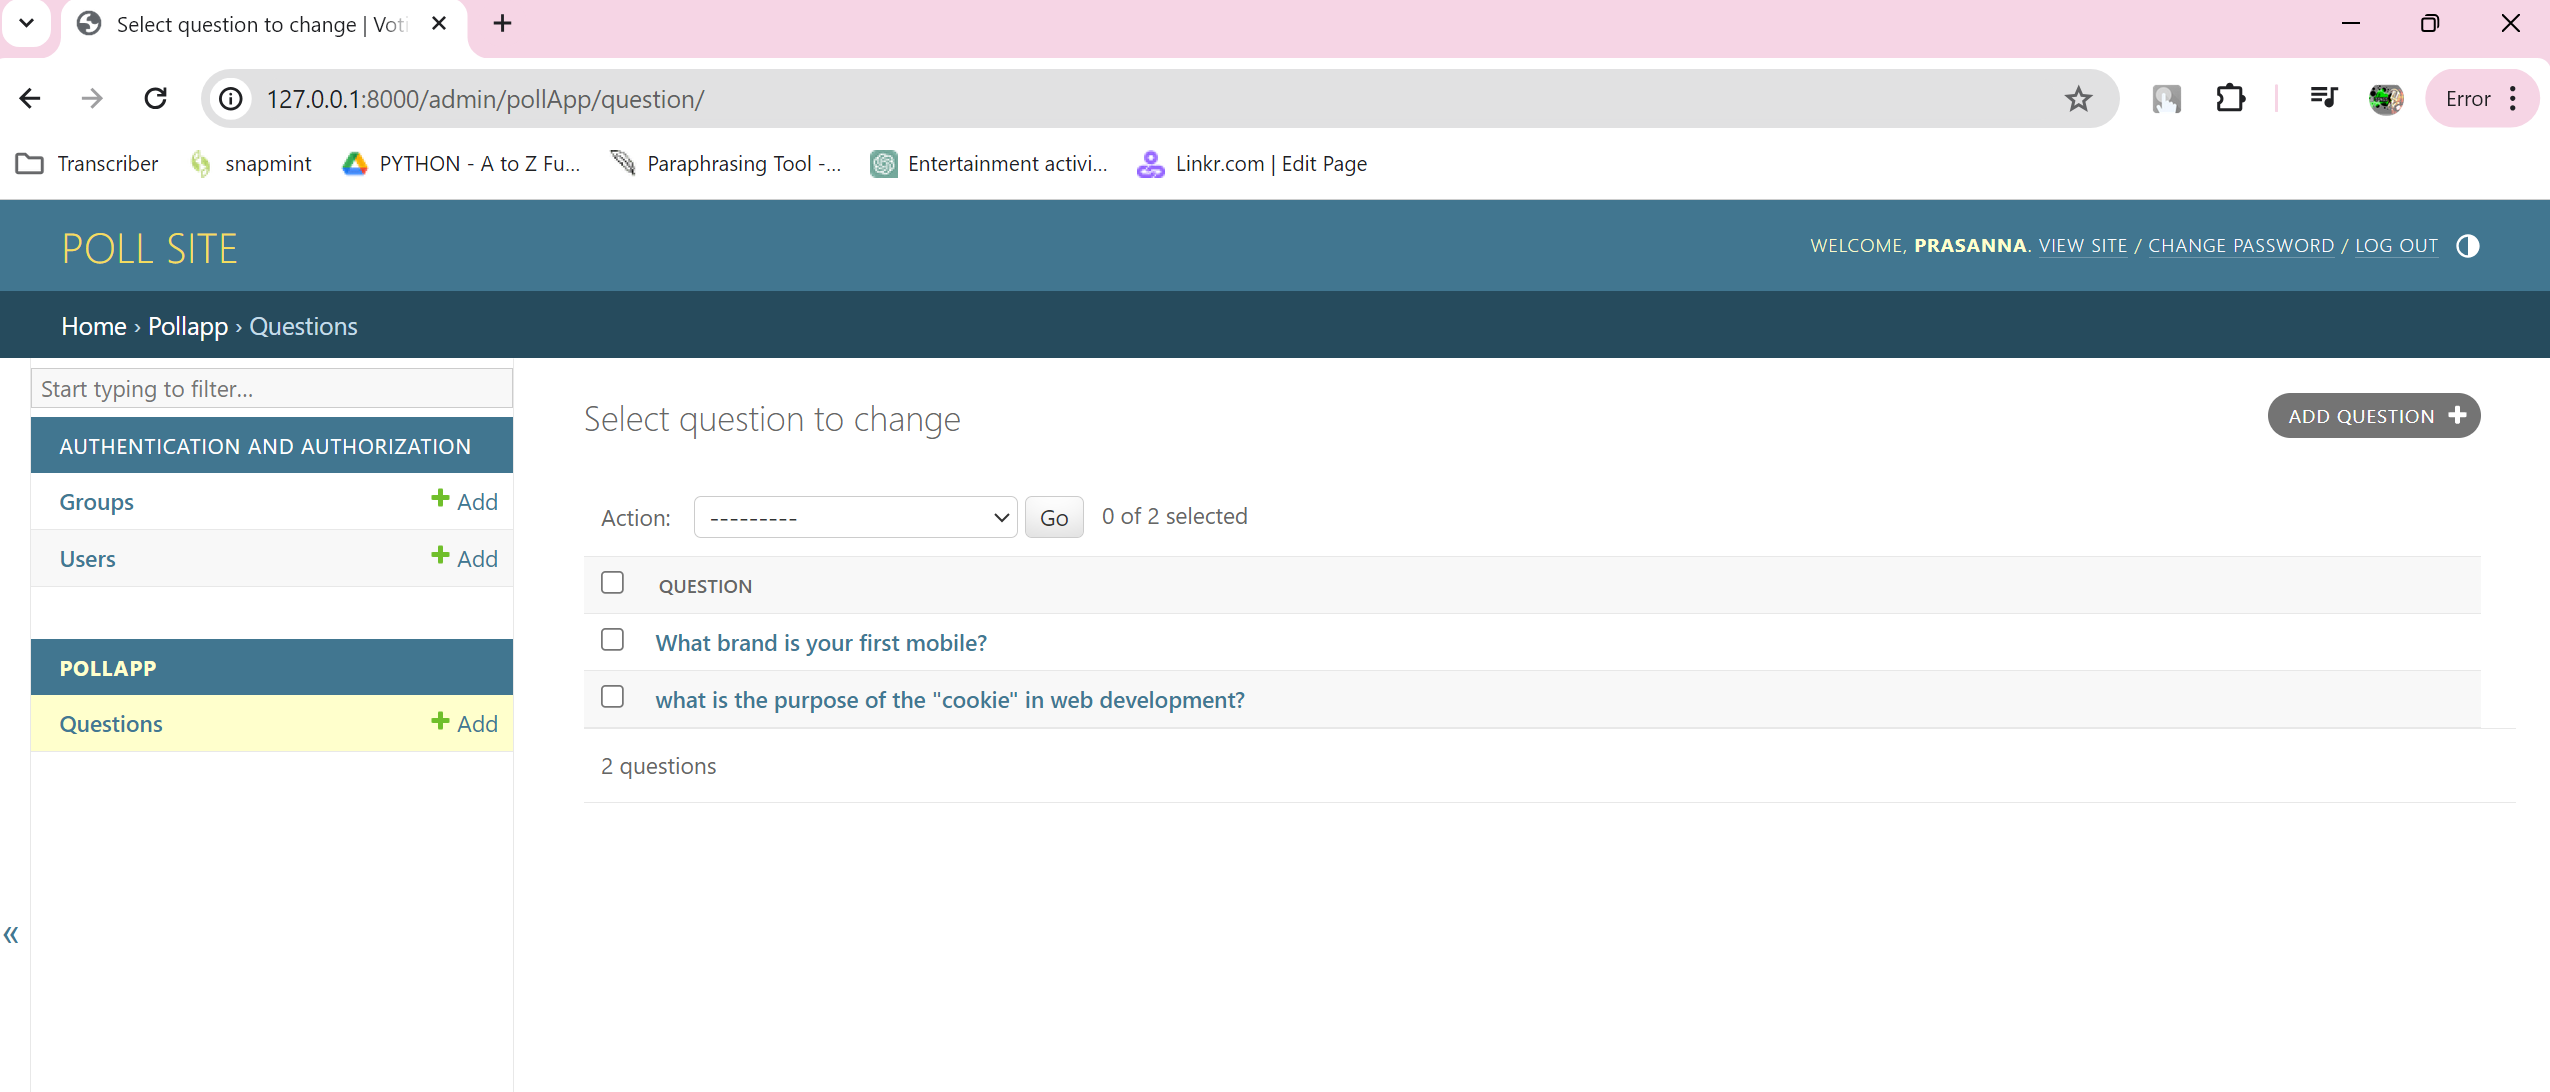 Select question to change | Voti
127.0.0.1:8000/admin/pollApp/question/
Error
Transcriber
snapmint
PYTHON - A to Z Fu...
Paraphrasing Tool -...
Entertainment activi...
Linkr.com | Edit Page
POLL SITE
WELCOME, PRASANNA. VIEW SITE / CHANGE PASSWORD / LOG OUT
Home › Pollapp › Questions
Start typing to filter...
AUTHENTICATION AND AUTHORIZATION
Groups
Add
Users
Add
POLLAPP
Questions
Add
Select question to change
ADD QUESTION
Action:
---------
Go
0 of 2 selected
QUESTION
What brand is your first mobile?
what is the purpose of the "cookie" in web development?
2 questions
«